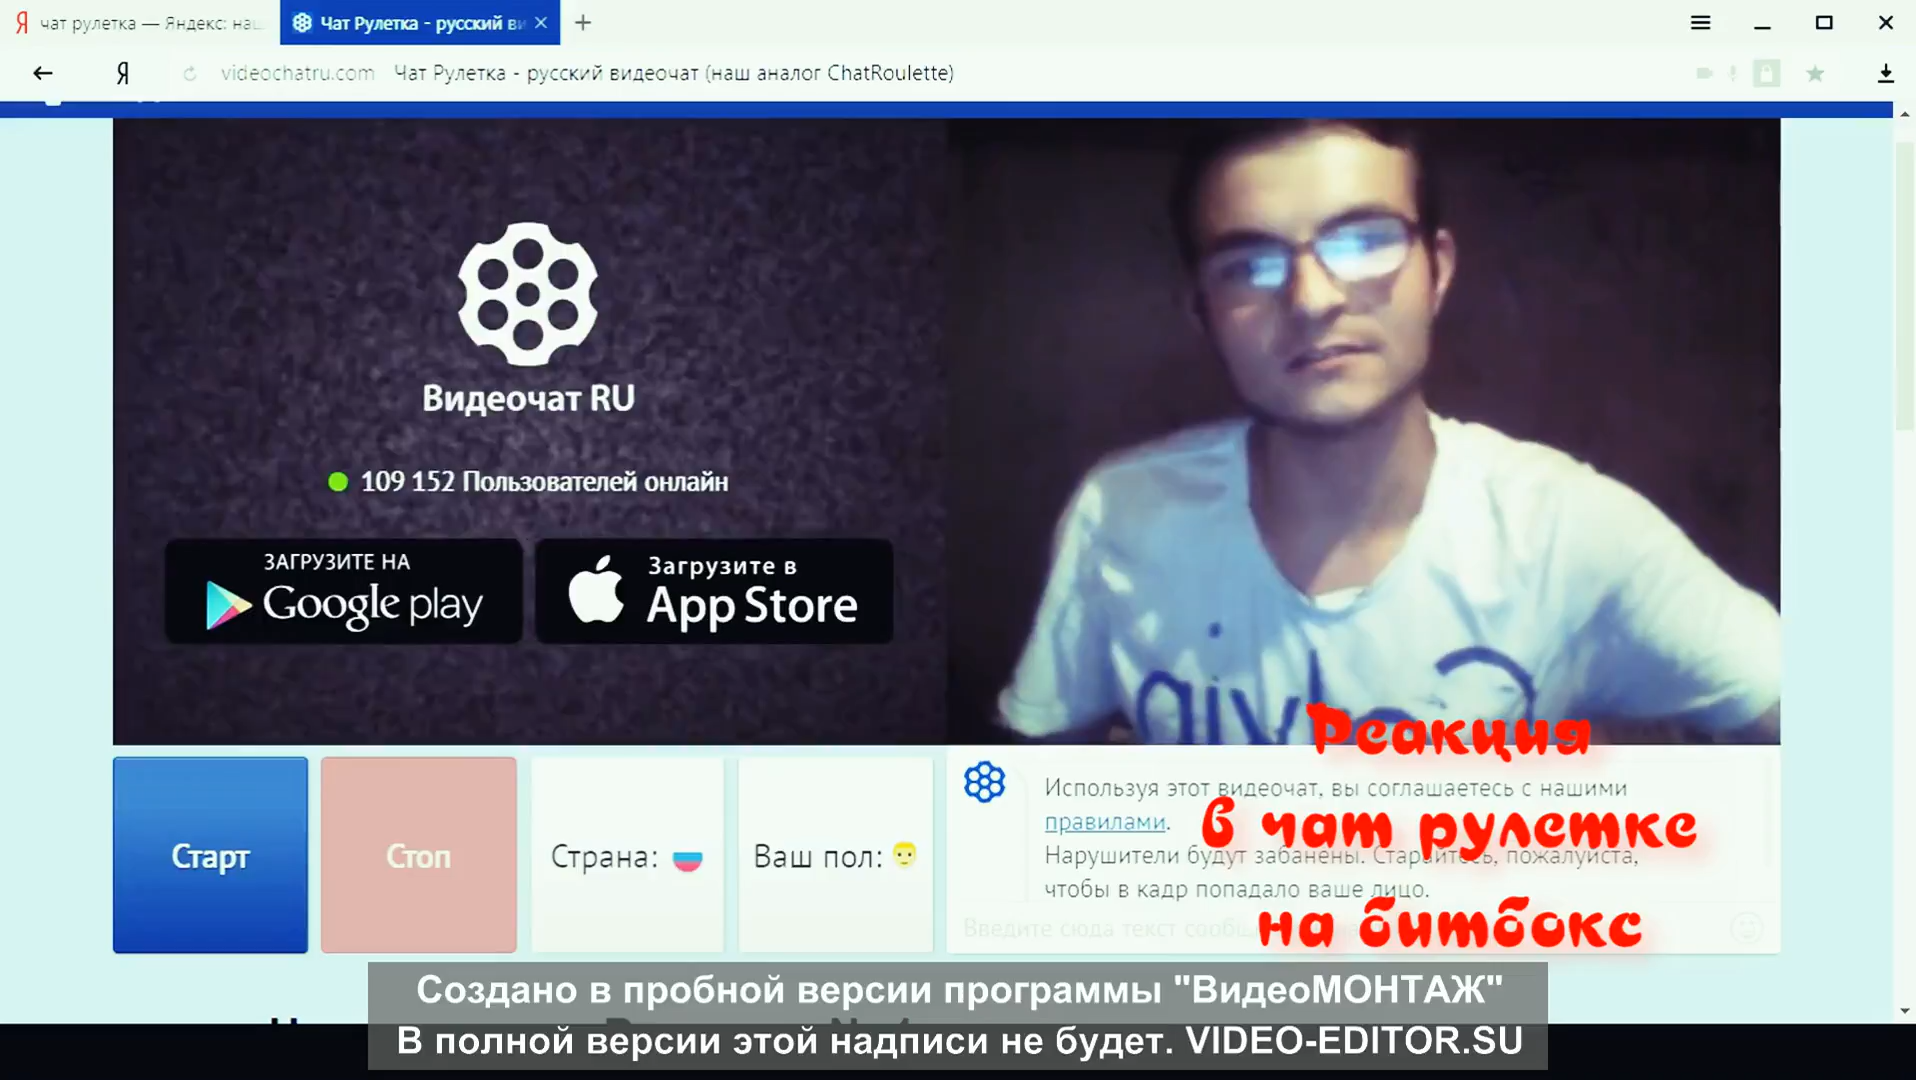 чат рулетка — Яндекс: на
Чат Рулетка - русский ви
videochatru.com Чат Рулетка - русский видеочат (наш аналог ChatRoulette)
Видеочат RU
109 152 Пользователей онлайн
ЗАГРУЗИТЕ НА
Google play
Загрузите в
App Store
Старт
Стоп
Страна:
Ваш пол:
Используя этот видеочат, вы соглашаетесь с нашими
правилами.
Нарушители будут забанены. Старайтесь, пожалуйста,
чтобы в кадр попадало ваше лицо.
Введите сюда текст
Реакция
в чат рулетке
на битбокс
Создано в пробной версии программы "ВидеоМОНТАЖ"
В полной версии этой надписи не будет. VIDEO-EDITOR.SU